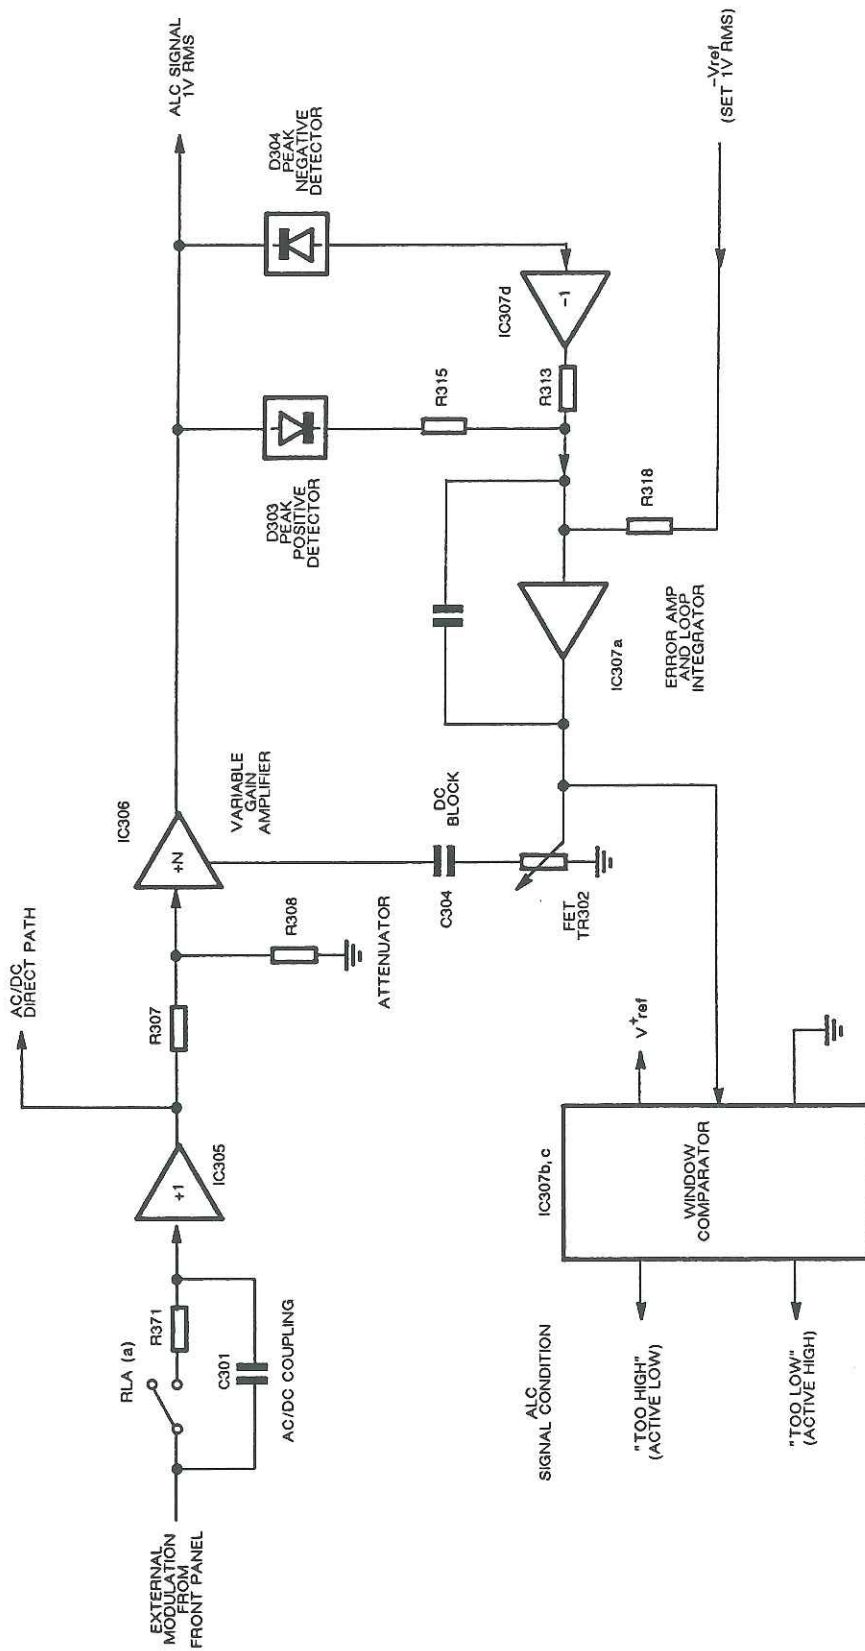 EXTERNAL
MODULATION
FROM
FRONT PANEL
RLA (a)
R371
C301
AC/DC COUPLING
+1
IC305
AC/DC
DIRECT PATH
R307
R308
ATTENUATOR
IC306
+N
VARIABLE
GAIN
AMPLIFIER
ALC SIGNAL
1V RMS
D303
PEAK
POSITIVE
DETECTOR
D304
PEAK
NEGATIVE
DETECTOR
R315
IC307d
-1
R313
C304
DC
BLOCK
FET
TR302
IC307a
ERROR AMP
AND LOOP
INTEGRATOR
R318
-Vref
(SET 1V RMS)
ALC
SIGNAL CONDITION
"TOO HIGH"
(ACTIVE LOW)
"TOO LOW"
(ACTIVE HIGH)
IC307b, c
WINDOW
COMPARATOR
V+ref